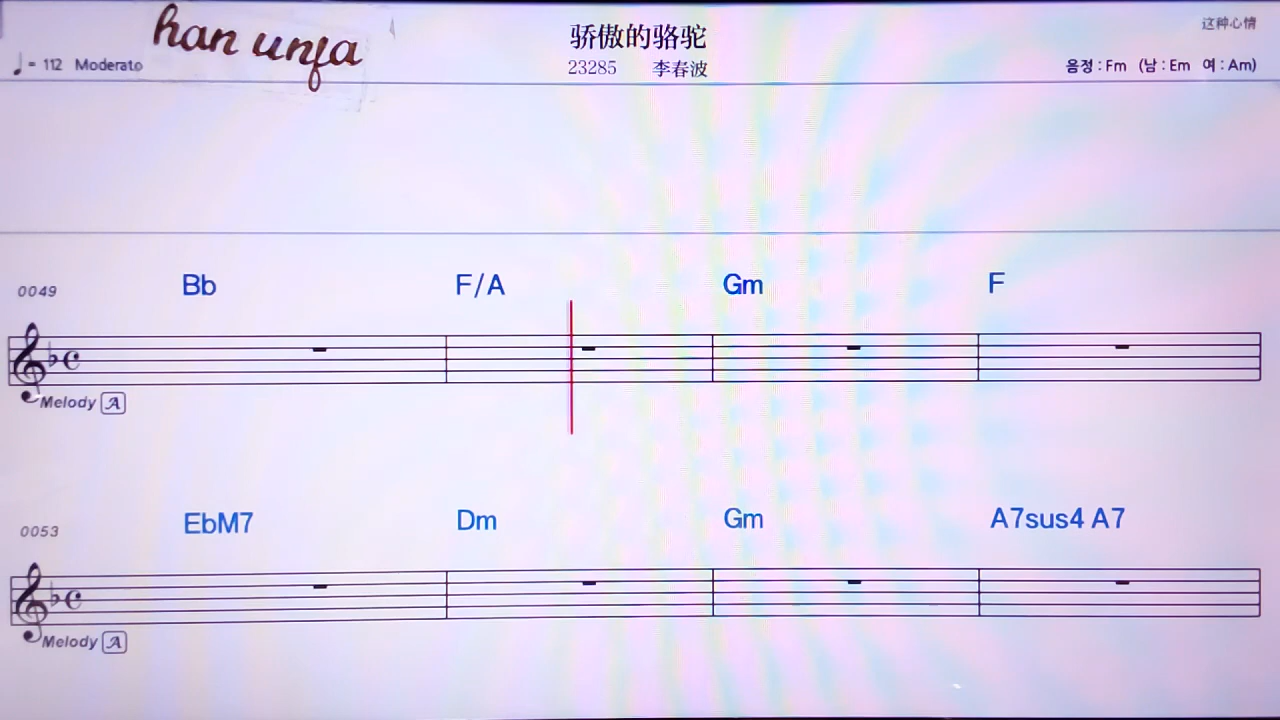 han unfa
骄傲的骆驼
这种心情
♩= 112 Moderato
23285 李春波
음정 : Fm (남 : Em 여 : Am)
0049 Bb F/A Gm F
Melody A
0053 EbM7 Dm Gm A7sus4 A7
Melody A